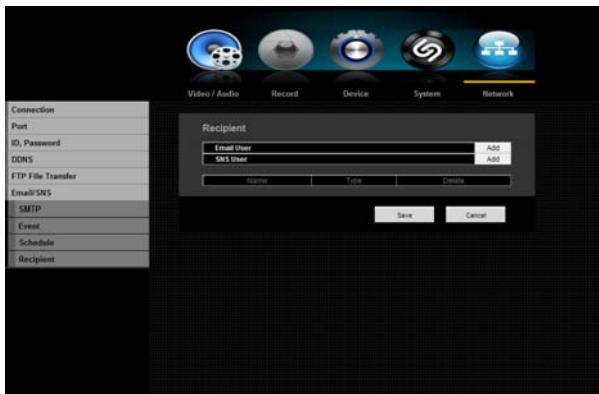 Video / Audio Record Device System Network
Connection
Port
ID, Password
DDNS
FTP File Transfer
Email/SNS
SMTP
Event
Schedule
Recipient
Recipient
Email User Add
SNS User Add
Name Type Delete
Save Cancel